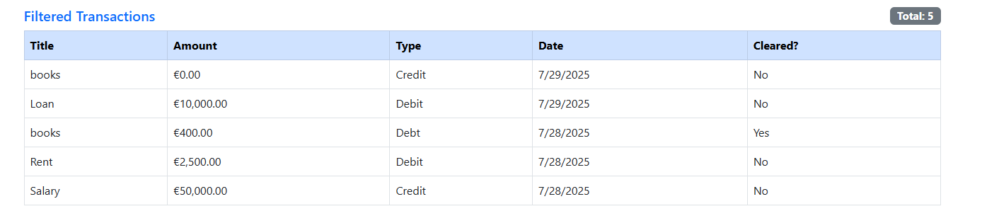 Filtered Transactions Total: 5
Title Amount Type Date Cleared?
books €0.00 Credit 7/29/2025 No
Loan €10,000.00 Debit 7/29/2025 No
books €400.00 Debt 7/28/2025 Yes
Rent €2,500.00 Debit 7/28/2025 No
Salary €50,000.00 Credit 7/28/2025 No